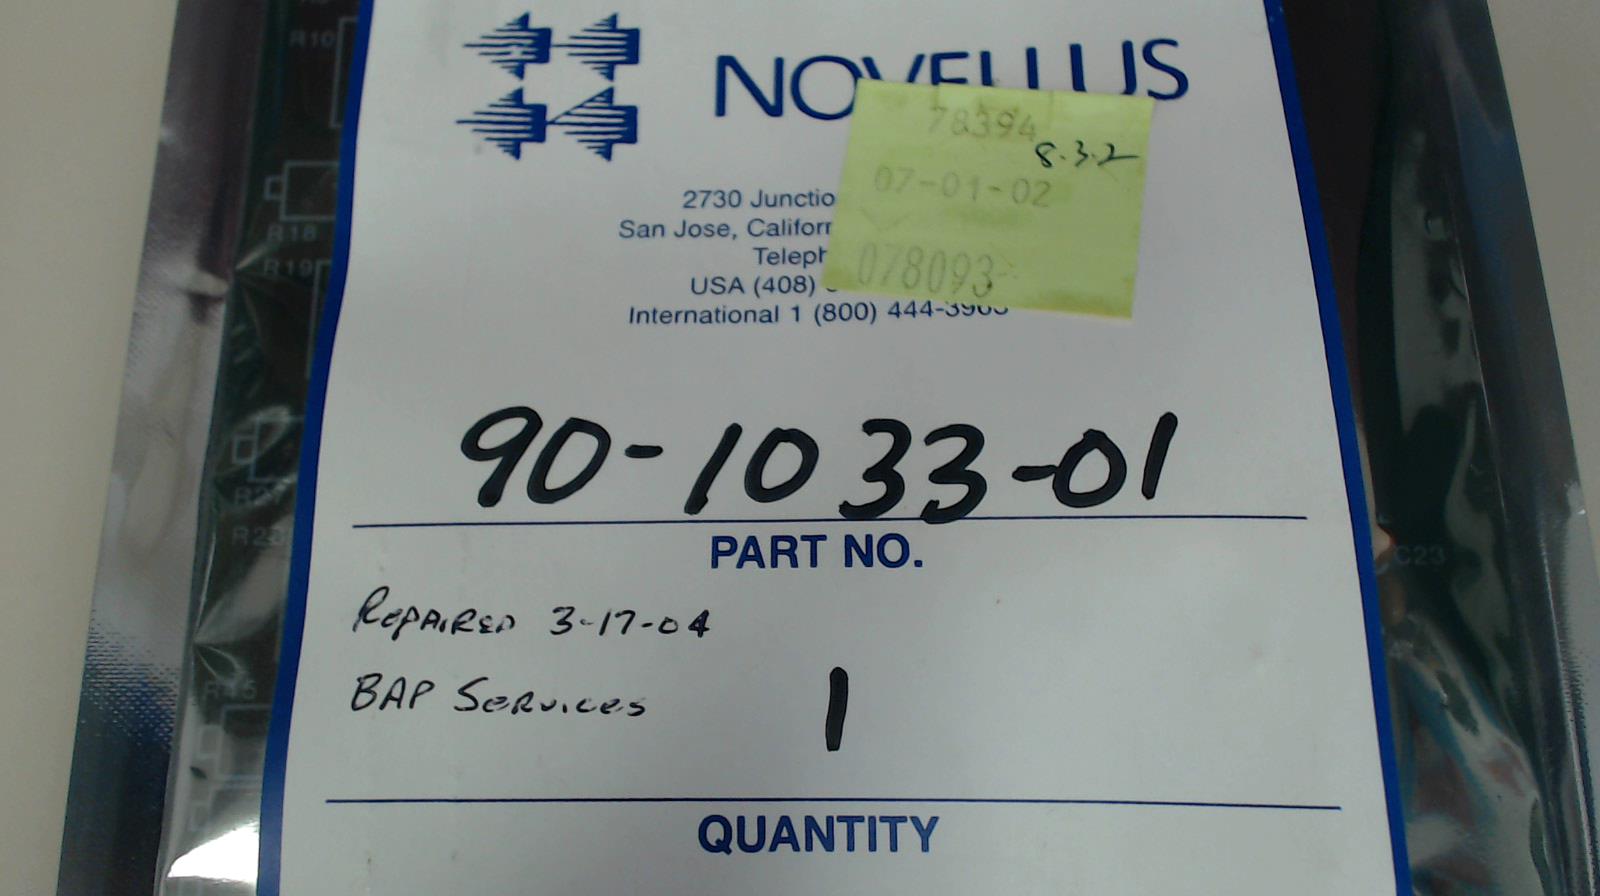 NOVELLUS
78394
8.3.2
07-01-02
078093
2730 Junctio
San Jose, Califor
Teleph
USA (408)
International 1 (800) 444-3965
90-1033-01
PART NO.
REPAIRED 3-17-04
BAP SERVICES
1
QUANTITY
R10
R18
R19
C23